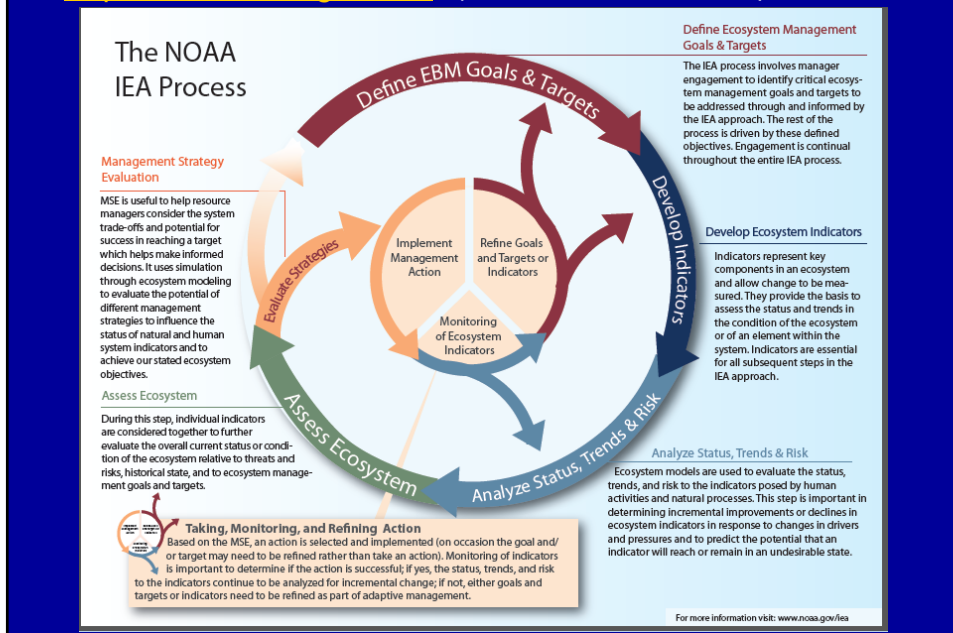 The NOAA
IEA Process
Define EBM Goals & Targets
Develop Indicators
Analyze Status, Trends & Risk
Assess Ecosystem
Evaluate Strategies
Implement
Management
Action
Refine Goals
and Targets or
Indicators
Monitoring
of Ecosystem
Indicators
Define Ecosystem Management
Goals & Targets
The IEA process involves manager
engagement to identify critical ecosys-
tem management goals and targets to
be addressed through and informed by
the IEA approach. The rest of the
process is driven by these defined
objectives. Engagement is continual
throughout the entire IEA process.
Develop Ecosystem Indicators
Indicators represent key
components in an ecosystem
and allow change to be mea-
sured. They provide the basis to
assess the status and trends in
the condition of the ecosystem
or of an element within the
system. Indicators are essential
for all subsequent steps in the
IEA approach.
Analyze Status, Trends & Risk
Ecosystem models are used to evaluate the status,
trends, and risk to the indicators posed by human
activities and natural processes. This step is important in
determining incremental improvements or declines in
ecosystem indicators in response to changes in drivers
and pressures and to predict the potential that an
indicator will reach or remain in an undesirable state.
Management Strategy
Evaluation
MSE is useful to help resource
managers consider the system
trade-offs and potential for
success in reaching a target
which helps make informed
decisions. It uses simulation
through ecosystem modeling
to evaluate the potential of
different management
strategies to influence the
status of natural and human
system indicators and to
achieve our stated ecosystem
objectives.
Assess Ecosystem
During this step, individual indicators
are considered together to further
evaluate the overall current status or condi-
tion of the ecosystem relative to threats and
risks, historical state, and to ecosystem manage-
ment goals and targets.
Taking, Monitoring, and Refining Action
Based on the MSE, an action is selected and implemented (on occasion the goal and/
or target may need to be refined rather than take an action). Monitoring of indicators
is important to determine if the action is successful; if yes, the status, trends, and risk
to the indicators continue to be analyzed for incremental change; if not, either goals and
targets or indicators need to be refined as part of adaptive management.
For more information visit: www.noaa.gov/iea